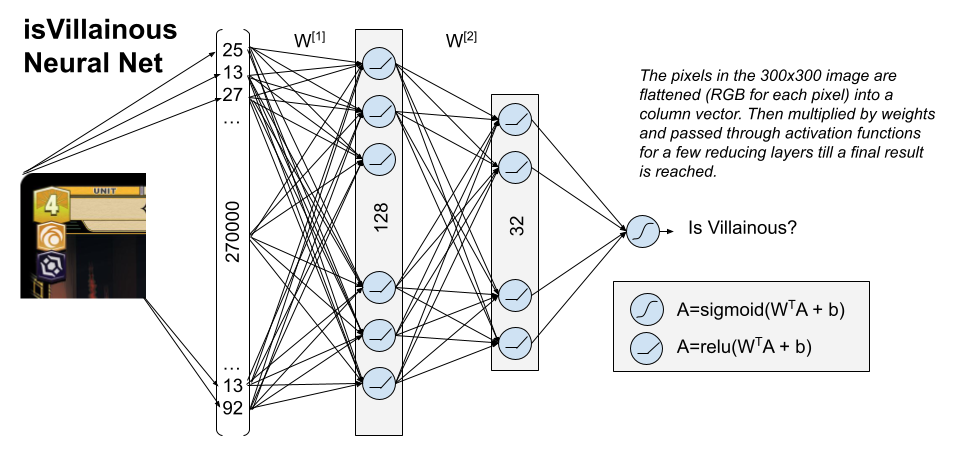 isVillainous
Neural Net
25
13
27
...
270000
...
13
92
W[1]
128
W[2]
32
The pixels in the 300x300 image are
flattened (RGB for each pixel) into a
column vector. Then multiplied by weights
and passed through activation functions
for a few reducing layers till a final result
is reached.
UNIT
4
Is Villainous?
A=sigmoid(WTA + b)
A=relu(WTA + b)